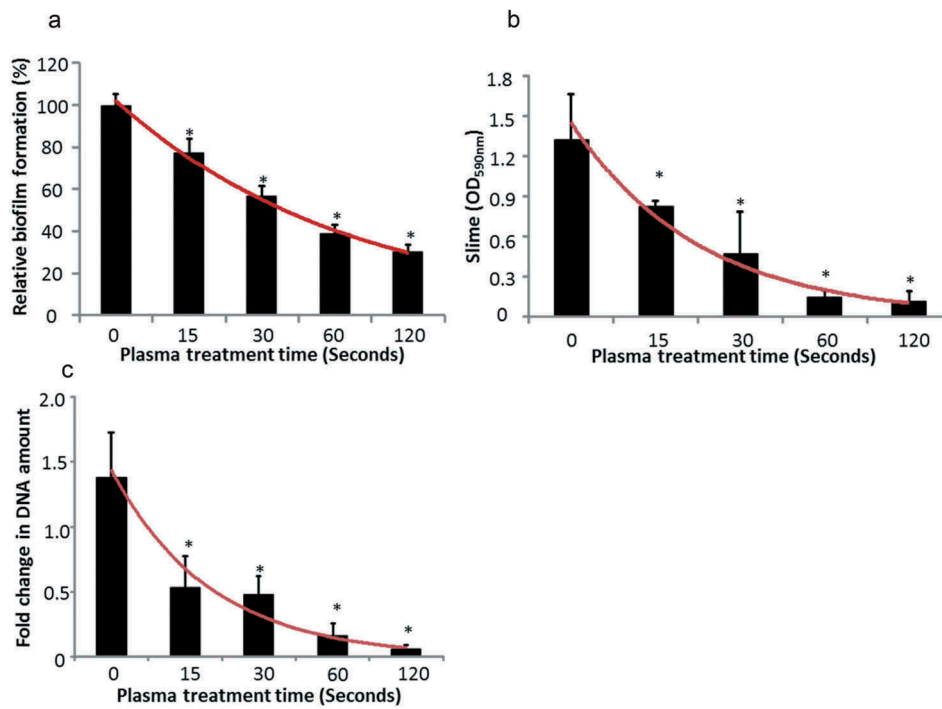 a
Relative biofilm formation (%)
120
100
80
60
40
20
0
*
*
*
*
0 15 30 60 120
Plasma treatment time (Seconds)
b
Slime (OD590nm)
1.8
1.5
1.2
0.9
0.6
0.3
0
*
*
*
*
0 15 30 60 120
Plasma treatment time (Seconds)
c
Fold change in DNA amount
2.0
1.5
1.0
0.5
0
*
*
*
*
0 15 30 60 120
Plasma treatment time (Seconds)